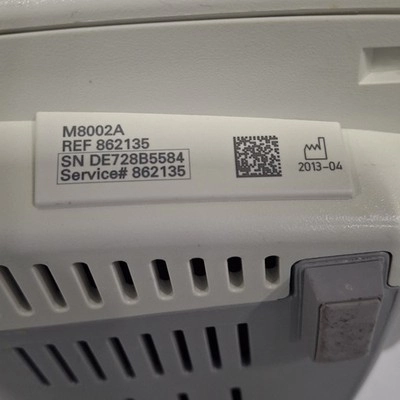 M8002A
REF 862135
SN DE728B5584
Service# 862135
2013-04